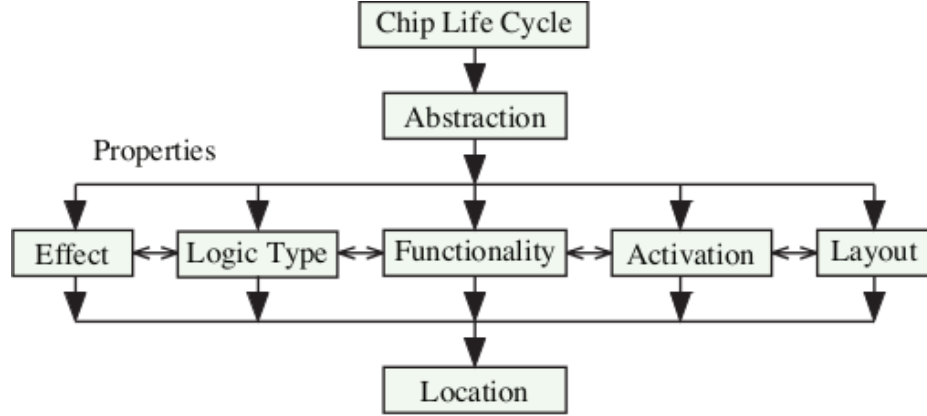 Chip Life Cycle
Abstraction
Properties
Effect
Logic Type
Functionality
Activation
Layout
Location